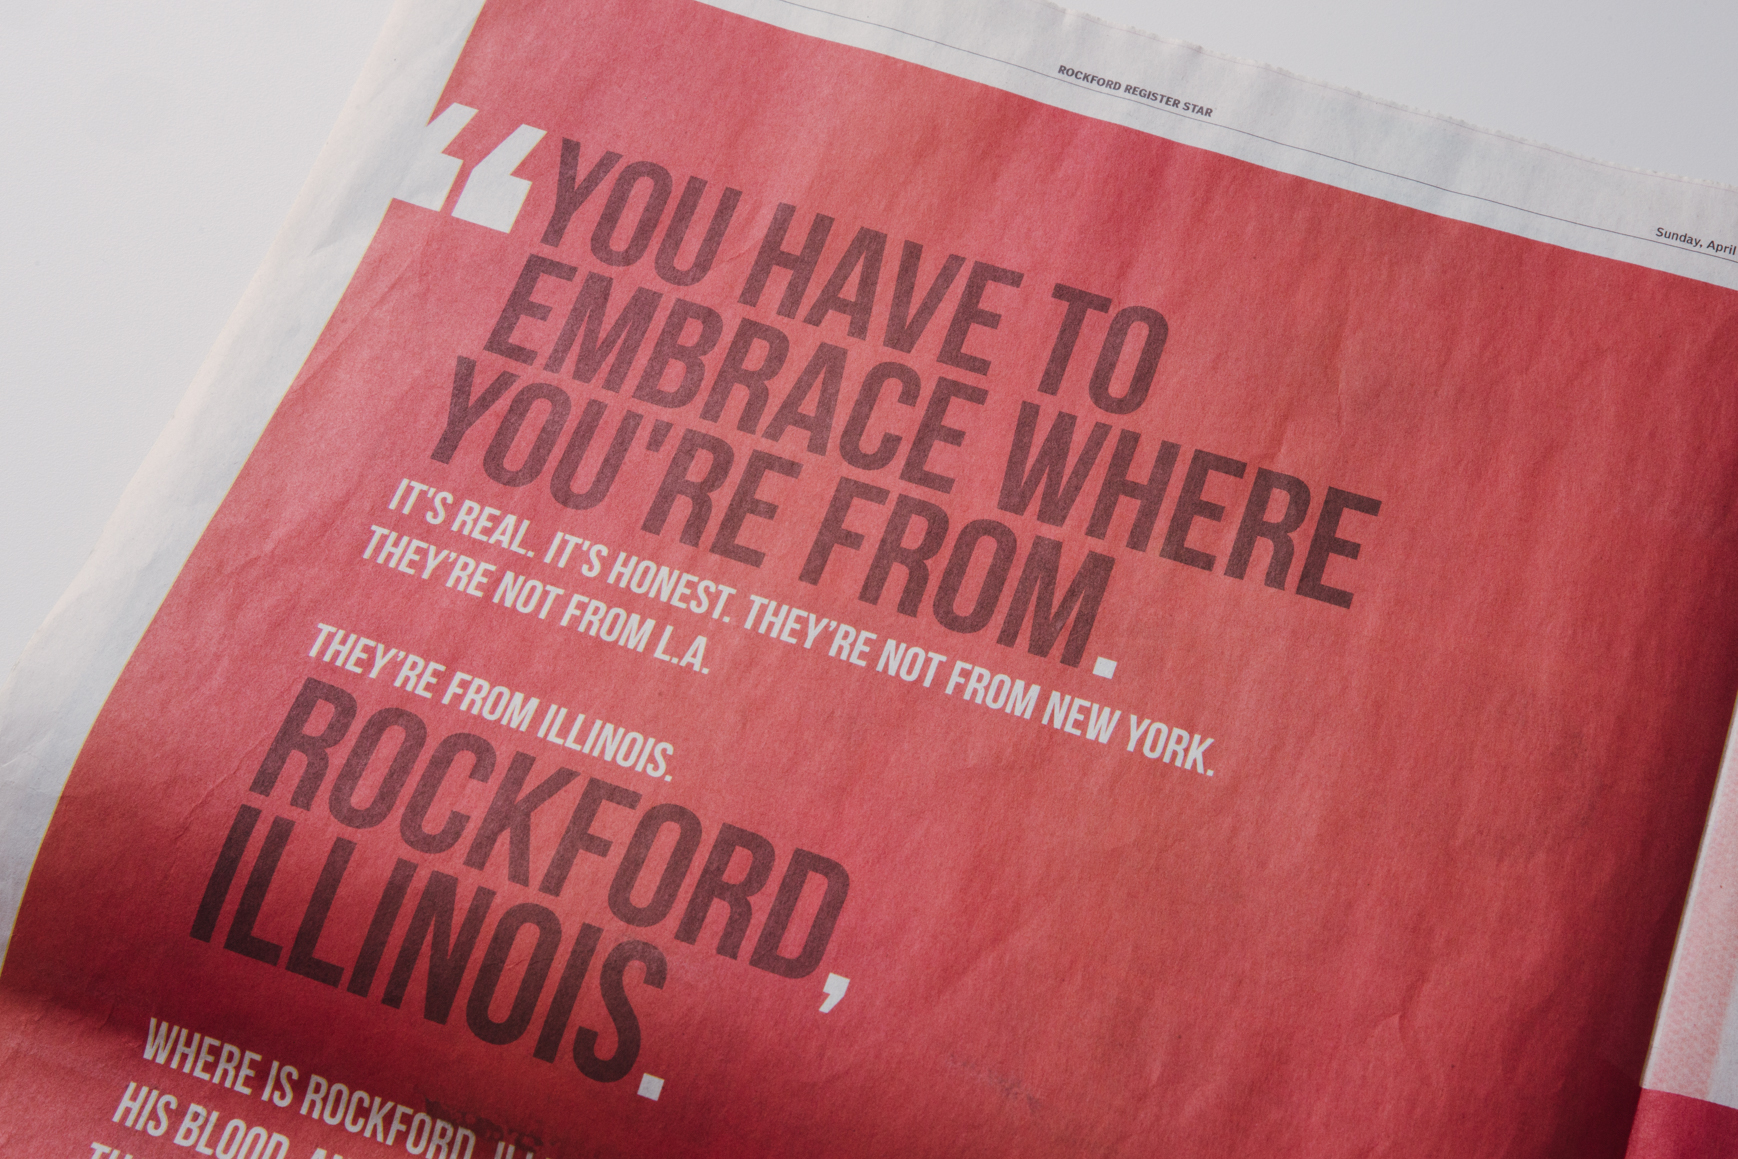 ROCKFORD REGISTER STAR
Sunday, April
“YOU HAVE TO
EMBRACE WHERE
YOU'RE FROM.
IT'S REAL. IT'S HONEST. THEY’RE NOT FROM NEW YORK.
THEY’RE NOT FROM L.A.
THEY’RE FROM ILLINOIS.
ROCKFORD,
ILLINOIS.
WHERE IS ROCKFORD,
HIS BLOOD.